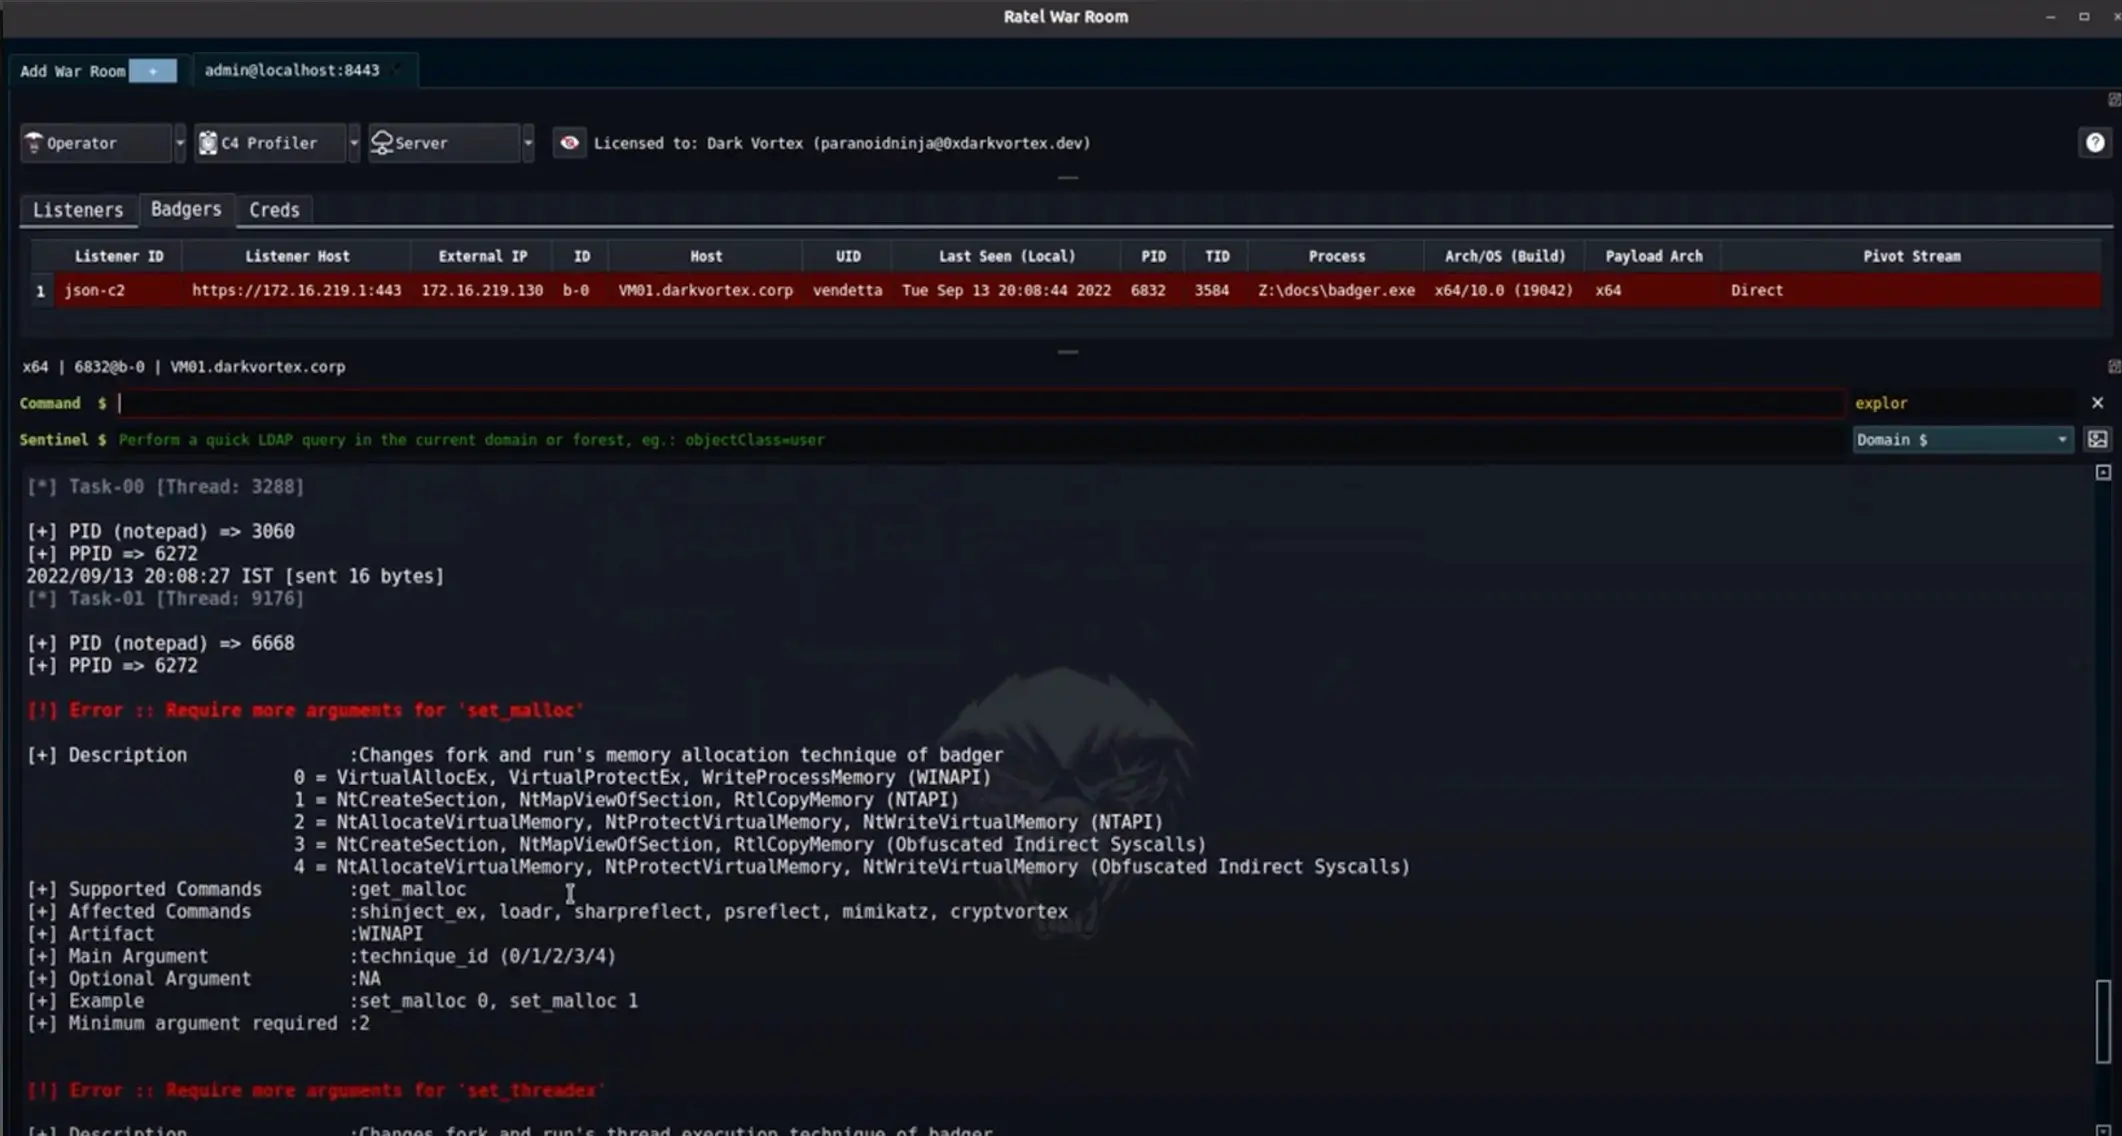 Ratel War Room
Add War Room + admin@localhost:8443
Operator C4 Profiler Server Licensed to: Dark Vortex (paranoidninja@0xdarkvortex.dev) ?
Listeners Badgers Creds
Listener ID Listener Host External IP ID Host UID Last Seen (Local) PID TID Process Arch/OS (Build) Payload Arch Pivot Stream
1 json-c2 https://172.16.219.1:443 172.16.219.130 b-0 VM01.darkvortex.corp vendetta Tue Sep 13 20:08:44 2022 6832 3584 Z:\docs\badger.exe x64/10.0 (19042) x64 Direct
x64 | 6832@b-0 | VM01.darkvortex.corp
Command $ explor
Sentinel $ Perform a quick LDAP query in the current domain or forest, eg.: objectClass=user Domain $
[*] Task-00 [Thread: 3288]
[+] PID (notepad) => 3060
[+] PPID => 6272
2022/09/13 20:08:27 IST [sent 16 bytes]
[*] Task-01 [Thread: 9176]
[+] PID (notepad) => 6668
[+] PPID => 6272
[!] Error :: Require more arguments for 'set_malloc'
[+] Description :Changes fork and run's memory allocation technique of badger
0 = VirtualAllocEx, VirtualProtectEx, WriteProcessMemory (WINAPI)
1 = NtCreateSection, NtMapViewOfSection, RtlCopyMemory (NTAPI)
2 = NtAllocateVirtualMemory, NtProtectVirtualMemory, NtWriteVirtualMemory (NTAPI)
3 = NtCreateSection, NtMapViewOfSection, RtlCopyMemory (Obfuscated Indirect Syscalls)
4 = NtAllocateVirtualMemory, NtProtectVirtualMemory, NtWriteVirtualMemory (Obfuscated Indirect Syscalls)
[+] Supported Commands :get_malloc
[+] Affected Commands :shinject_ex, loadr, sharpreflect, psreflect, mimikatz, cryptvortex
[+] Artifact :WINAPI
[+] Main Argument :technique_id (0/1/2/3/4)
[+] Optional Argument :NA
[+] Example :set_malloc 0, set_malloc 1
[+] Minimum argument required :2
[!] Error :: Require more arguments for 'set_threadex'
[+] Description :Changes fork and run's thread execution technique of badger